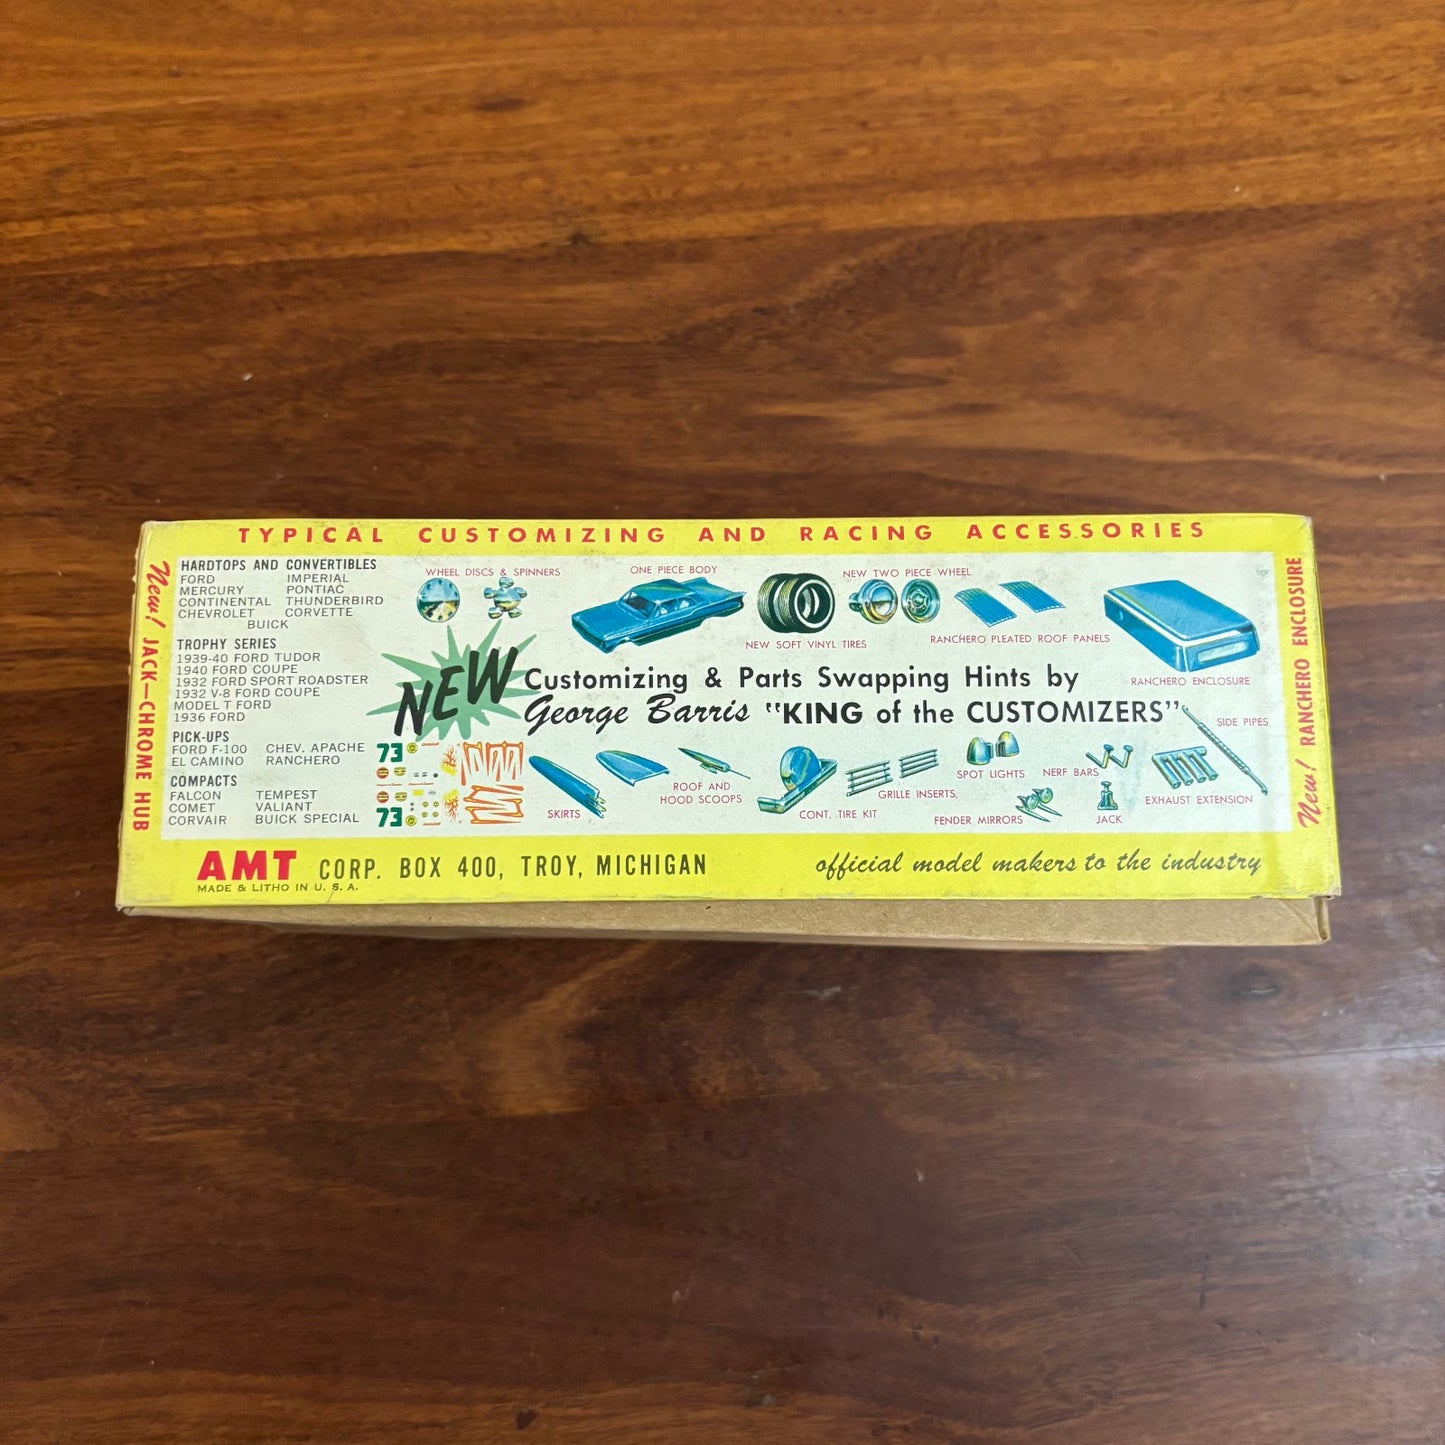 TYPICAL CUSTOMIZING AND RACING ACCESSORIES
New! JACK—CHROME HUB
HARDTOPS AND CONVERTIBLES
FORD IMPERIAL
MERCURY PONTIAC
CONTINENTAL THUNDERBIRD
CHEVROLET CORVETTE
BUICK
TROPHY SERIES
1939-40 FORD TUDOR
1940 FORD COUPE
1932 FORD SPORT ROADSTER
1932 V-8 FORD COUPE
MODEL T FORD
1936 FORD
PICK-UPS
FORD F-100 CHEV. APACHE
EL CAMINO RANCHERO
COMPACTS
FALCON TEMPEST
COMET VALIANT
CORVAIR BUICK SPECIAL
WHEEL DISCS & SPINNERS
ONE PIECE BODY
NEW SOFT VINYL TIRES
NEW TWO PIECE WHEEL
RANCHERO PLEATED ROOF PANELS
RANCHERO ENCLOSURE
NEW Customizing & Parts Swapping Hints by
George Barris "KING of the CUSTOMIZERS"
SIDE PIPES
73
73
SKIRTS
ROOF AND
HOOD SCOOPS
CONT. TIRE KIT
GRILLE INSERTS,
SPOT LIGHTS
FENDER MIRRORS
NERF BARS
JACK
EXHAUST EXTENSION
New! RANCHERO ENCLOSURE
AMT CORP. BOX 400, TROY, MICHIGAN
MADE & LITHO IN U. S. A.
official model makers to the industry